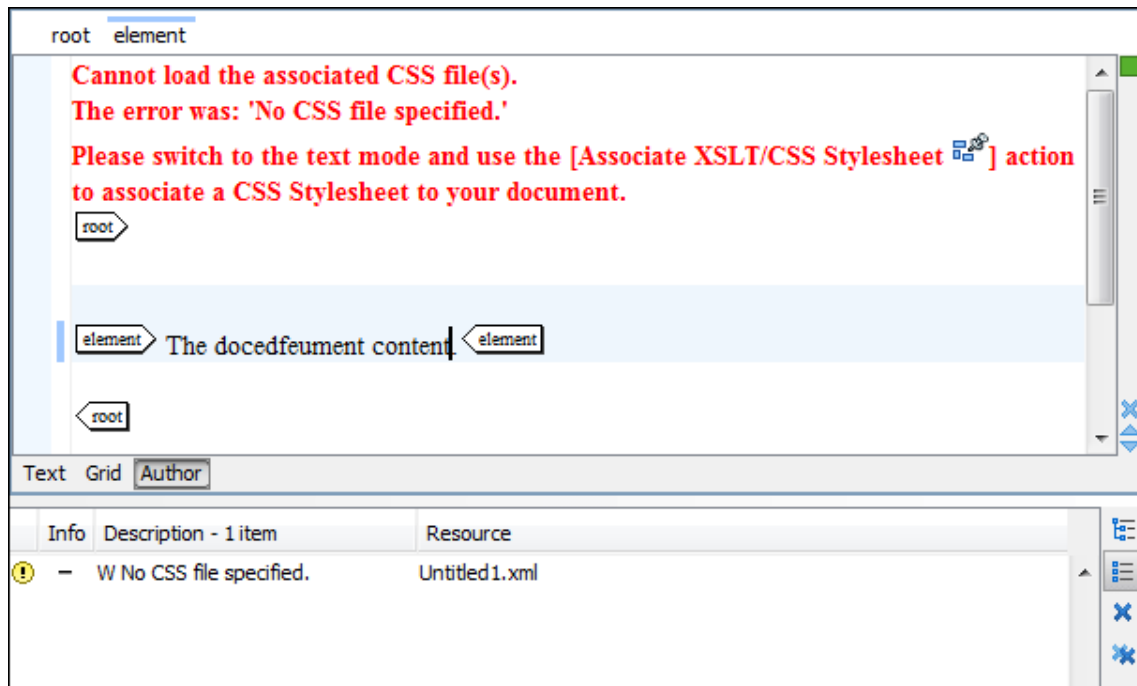 root element
Cannot load the associated CSS file(s).
The error was: 'No CSS file specified.'
Please switch to the text mode and use the [Associate XSLT/CSS Stylesheet ] action
to associate a CSS Stylesheet to your document.
root
element The docedfeument content. element
root
Text Grid Author
Info Description - 1 item Resource
W No CSS file specified. Untitled1.xml